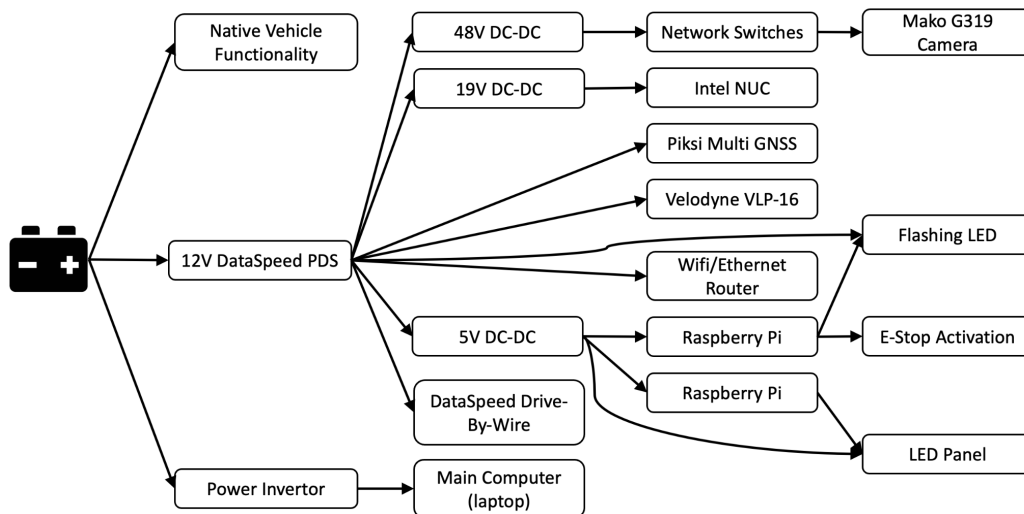 Native Vehicle
Functionality
12V DataSpeed PDS
Power Invertor
48V DC-DC
19V DC-DC
5V DC-DC
DataSpeed Drive-
By-Wire
Main Computer
(laptop)
Network Switches
Intel NUC
Piksi Multi GNSS
Velodyne VLP-16
Wifi/Ethernet
Router
Raspberry Pi
Raspberry Pi
Mako G319
Camera
Flashing LED
E-Stop Activation
LED Panel